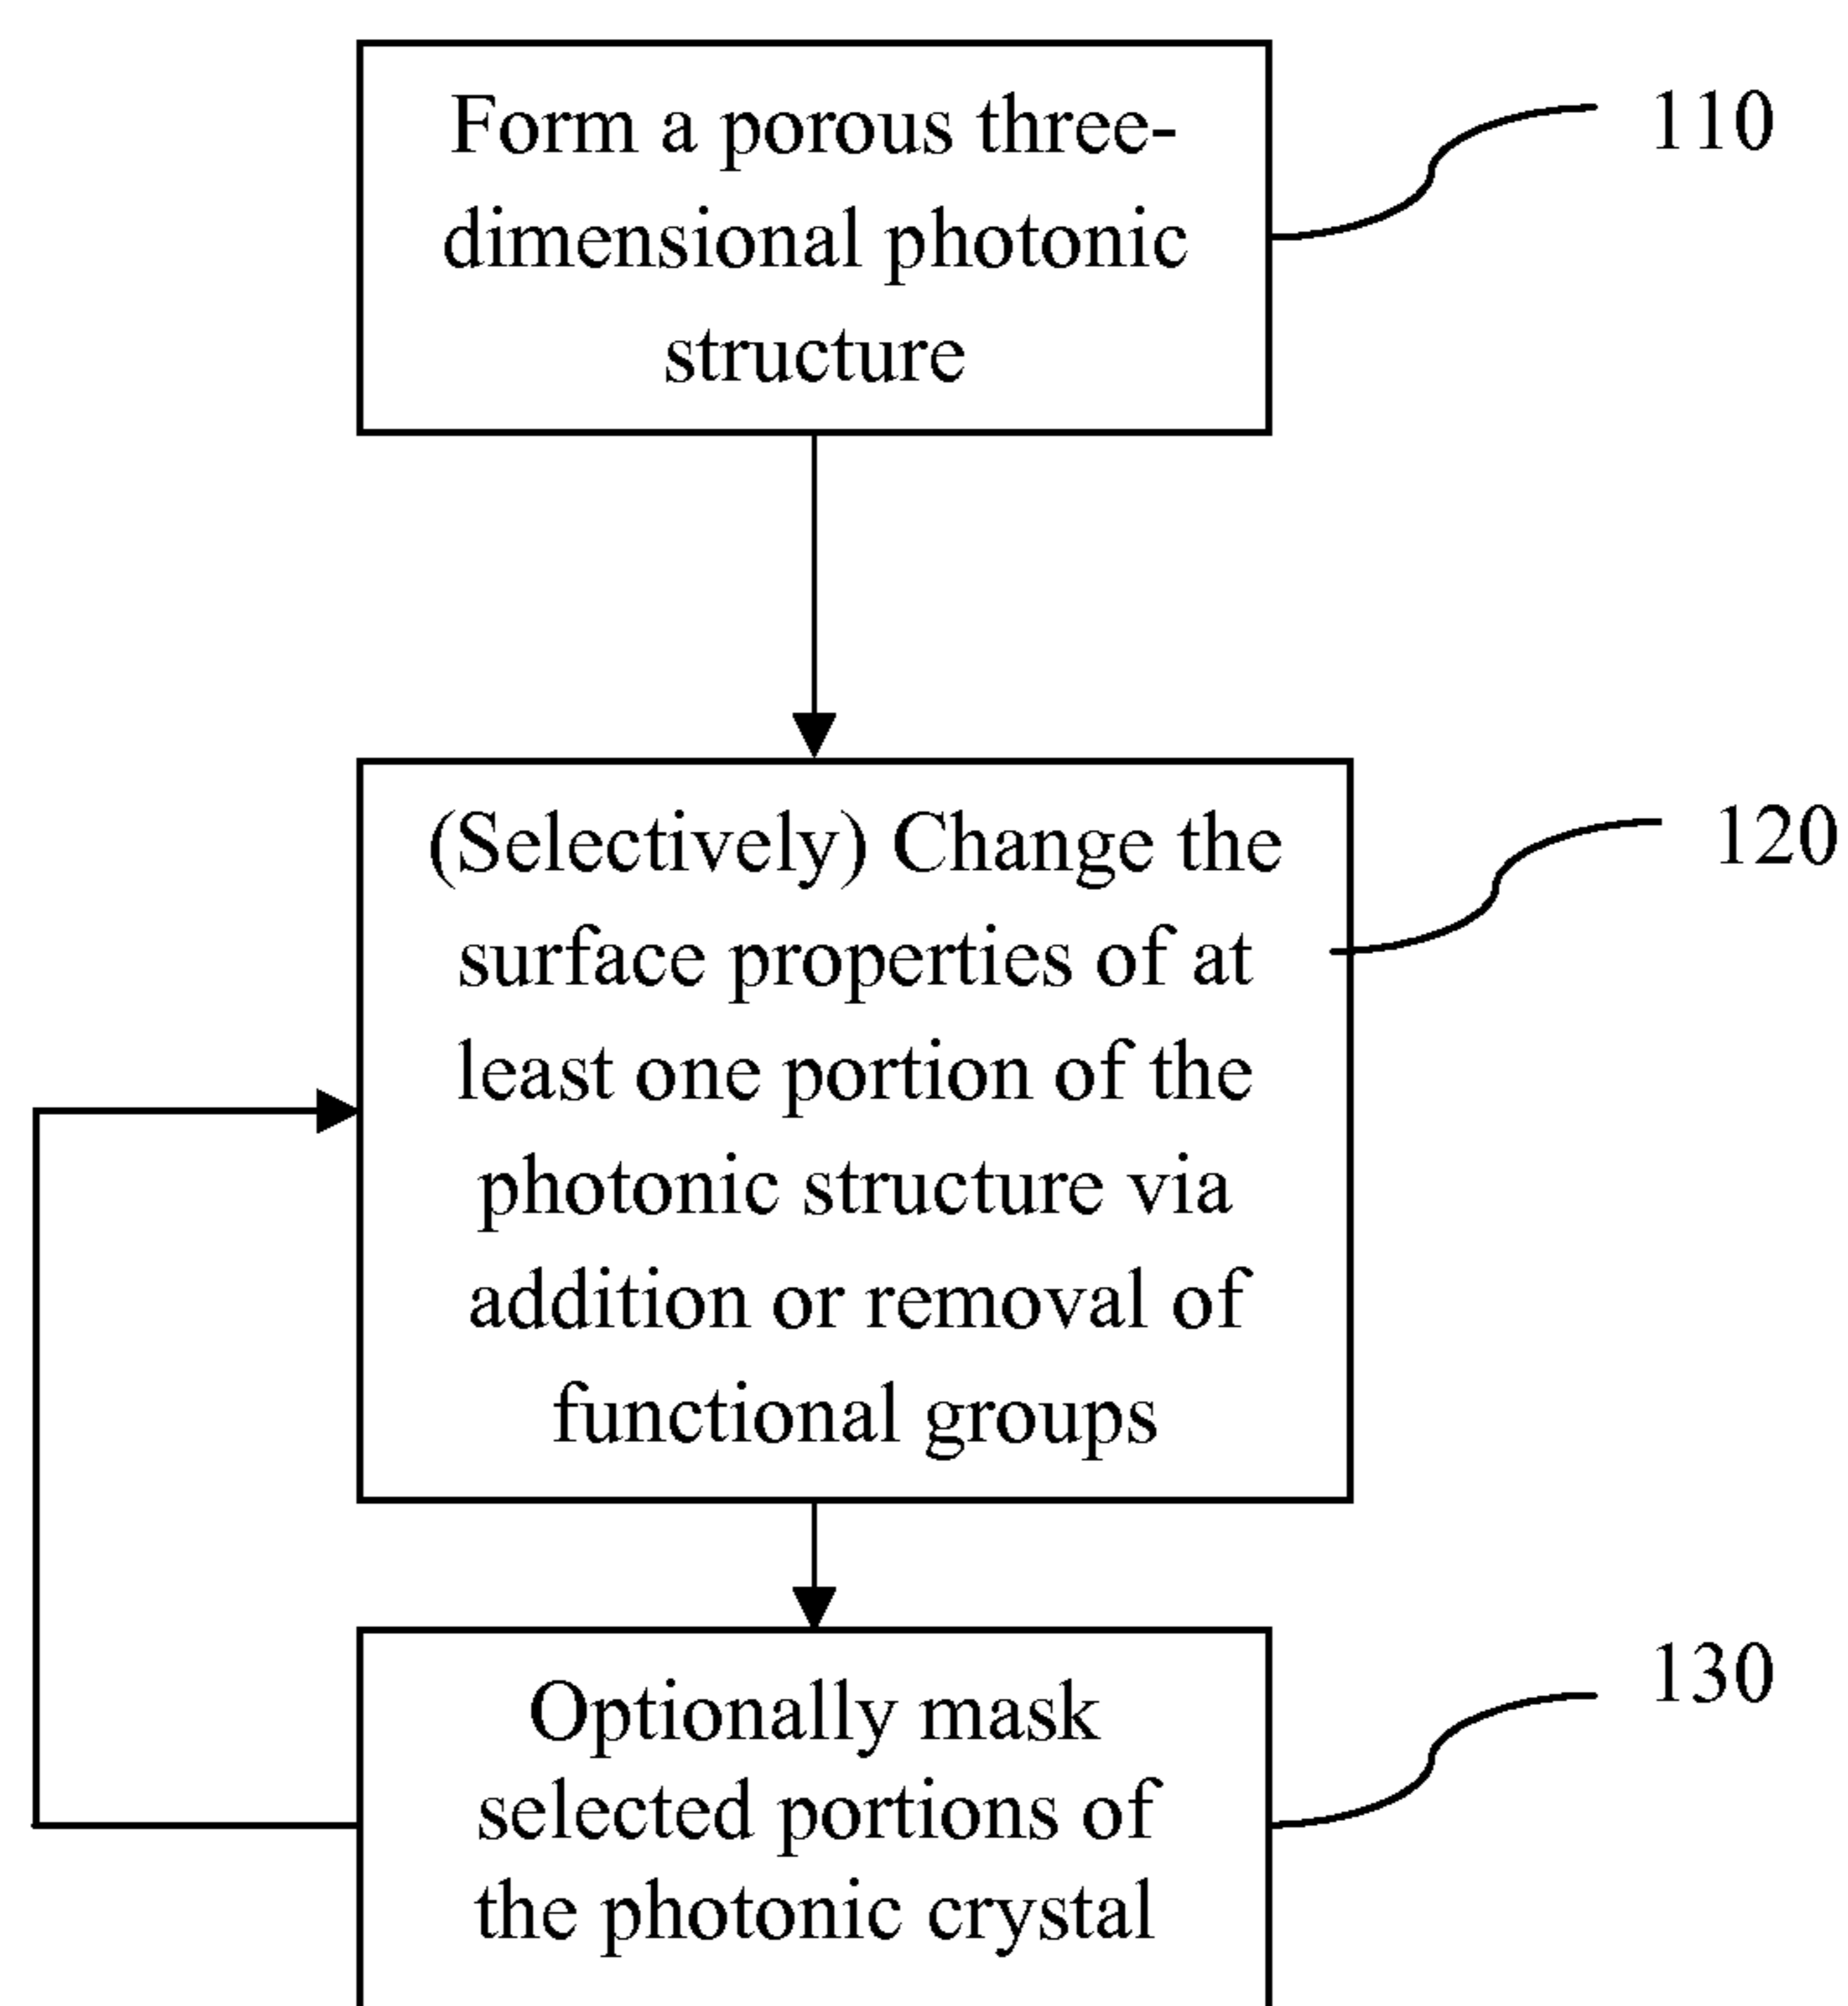 Form a porous three-
dimensional photonic
structure
110
(Selectively) Change the
surface properties of at
least one portion of the
photonic structure via
addition or removal of
functional groups
120
Optionally mask
selected portions of
the photonic crystal
130